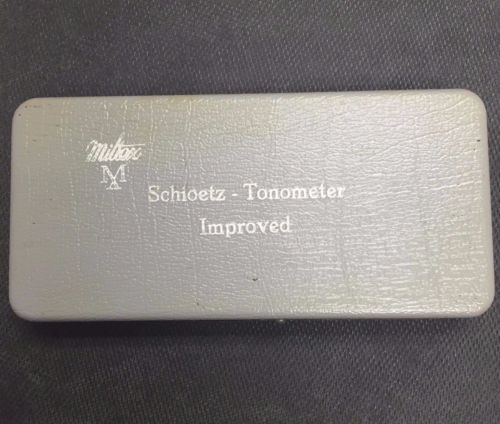 Miltex
M
Schioetz - Tonometer
Improved